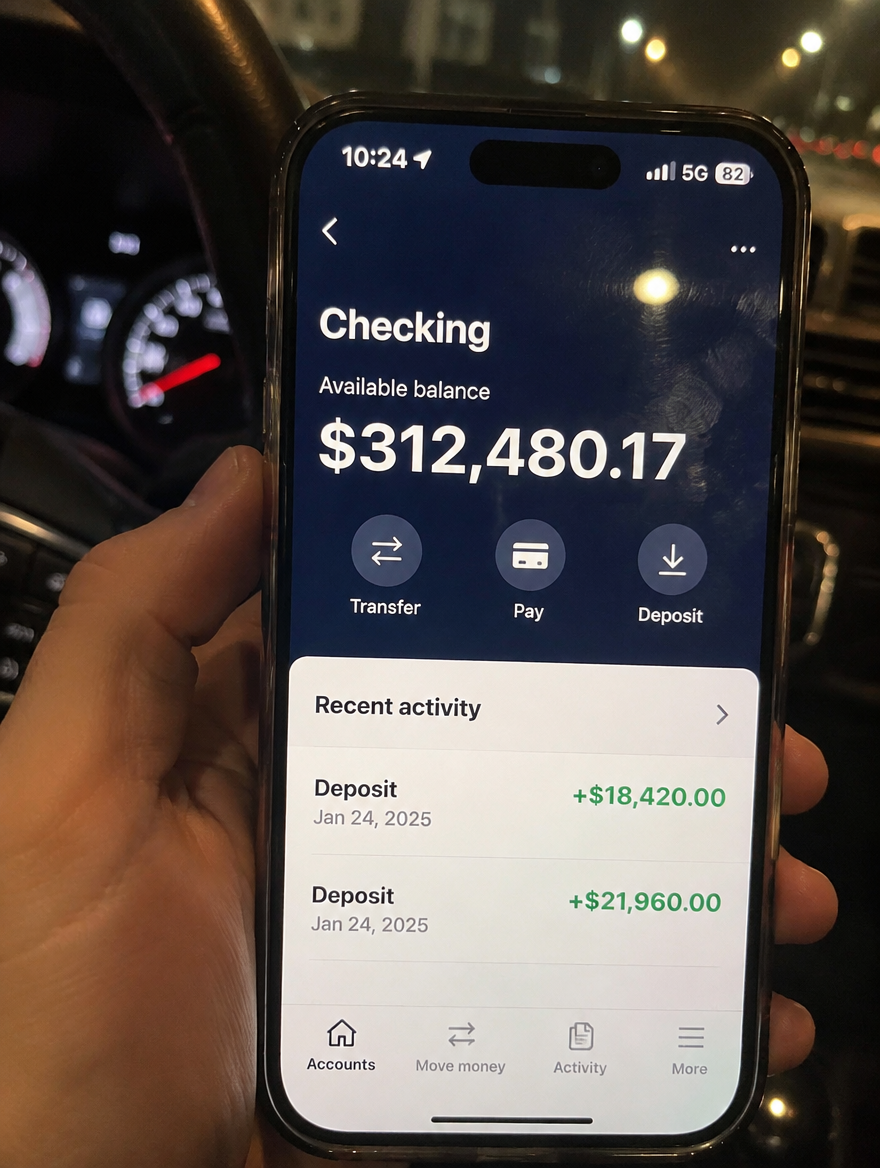 10:24 5G 82
Checking
Available balance
$312,480.17
Transfer Pay Deposit
Recent activity
Deposit +$18,420.00
Jan 24, 2025
Deposit +$21,960.00
Jan 24, 2025
Accounts Move money Activity More